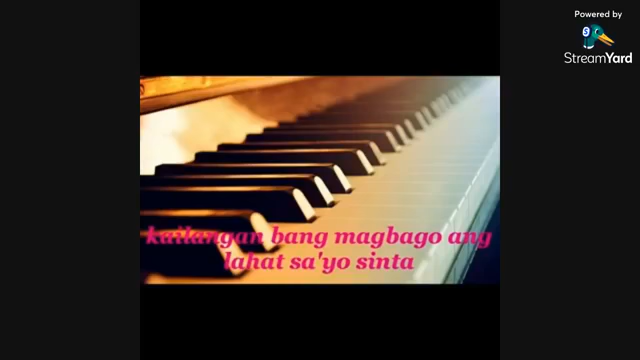 Powered by
StreamYard
kailangan bang magbago ang
lahat sa'yo sinta